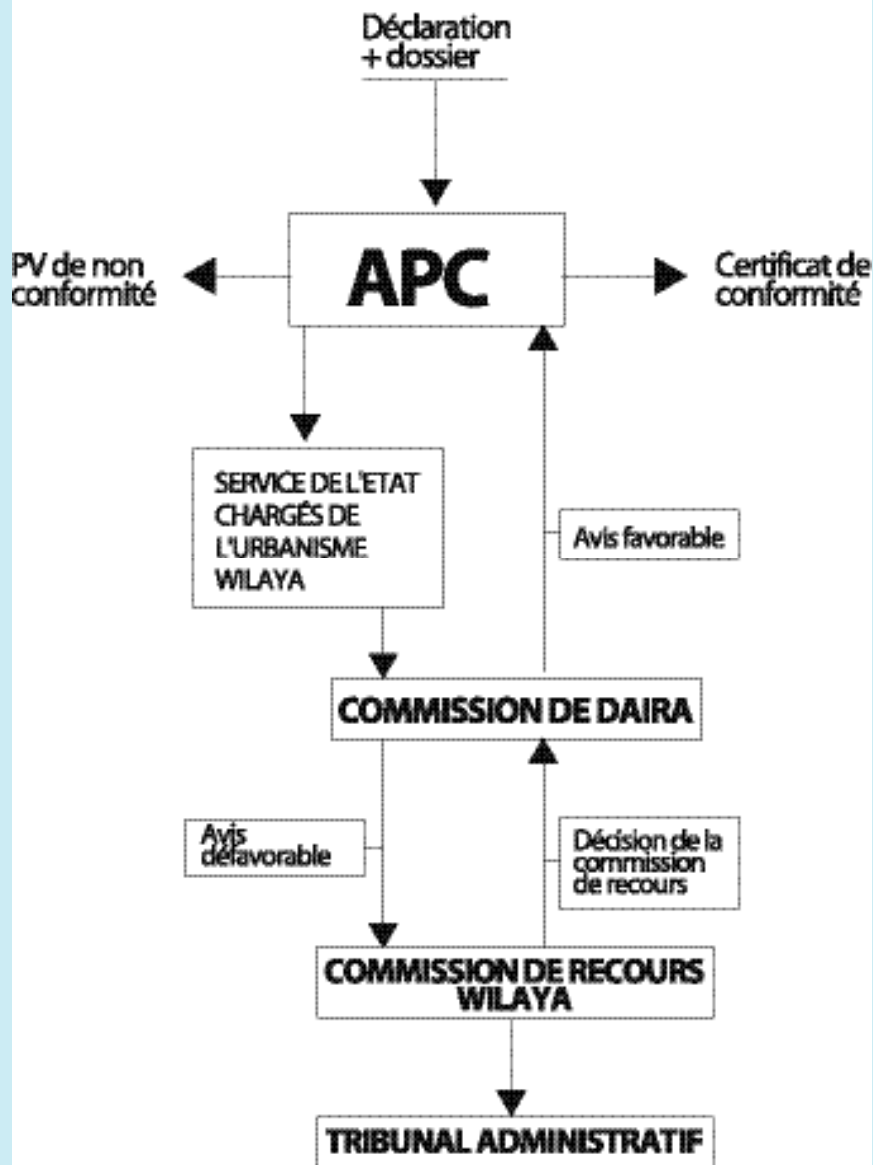 Déclaration
+ dossier
APC
PV de non
conformité
Certificat de
conformité
SERVICE DE L'ETAT
CHARGÉS DE
L'URBANISME
WILAYA
Avis favorable
COMMISSION DE DAIRA
Avis
défavorable
Décision de la
commission
de recours
COMMISSION DE RECOURS
WILAYA
TRIBUNAL ADMINISTRATIF